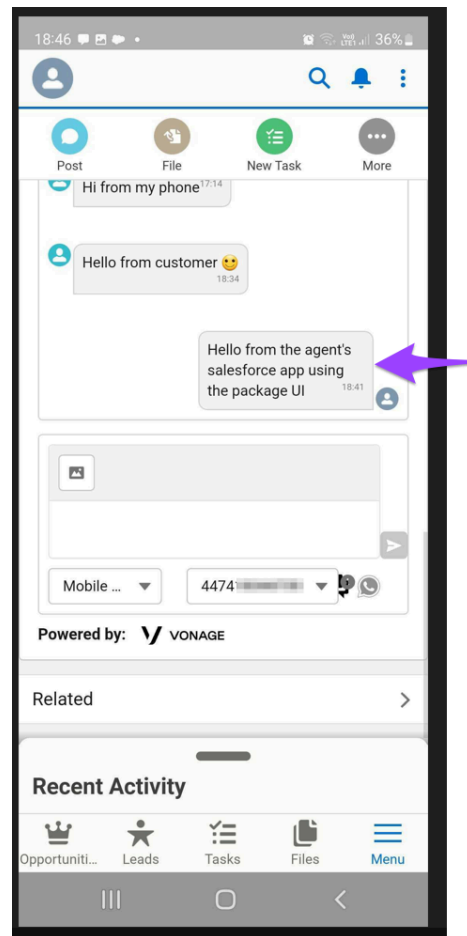 18:46
36%
Post
File
New Task
More
Hi from my phone 17:14
Hello from customer
18:34
Hello from the agent's
salesforce app using
the package UI 18:41
Mobile ...
4474
Powered by: VONAGE
Related
Recent Activity
Opportuniti...
Leads
Tasks
Files
Menu